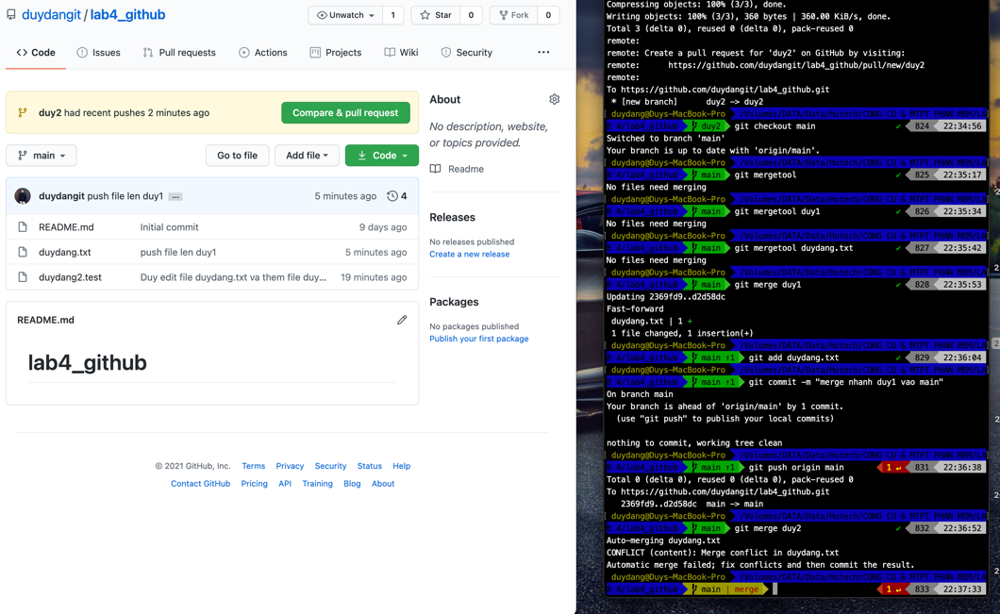 duydangit / lab4_github
Unwatch 1
Star 0
Fork 0
Code Issues Pull requests Actions Projects Wiki Security ...
duy2 had recent pushes 2 minutes ago
Compare & pull request
main
Go to file
Add file
Code
duydangit push file len duy1 ...
5 minutes ago 4
README.md Initial commit 9 days ago
duydang.txt push file len duy1 5 minutes ago
duydang2.test Duy edit file duydang.txt va them file duy... 19 minutes ago
README.md
lab4_github
About
No description, website,
or topics provided.
Readme
Releases
No releases published
Create a new release
Packages
No packages published
Publish your first package
© 2021 GitHub, Inc. Terms Privacy Security Status Help
Contact GitHub Pricing API Training Blog About
Compressing objects: 100% (3/3), done.
Writing objects: 100% (3/3), 360 bytes | 360.00 KiB/s, done.
Total 3 (delta 0), reused 0 (delta 0), pack-reused 0
remote:
remote: Create a pull request for 'duy2' on GitHub by visiting:
remote:      https://github.com/duydangit/lab4_github/pull/new/duy2
remote:
To https://github.com/duydangit/lab4_github.git
 * [new branch]      duy2 -> duy2
[ duydang@Duys-MacBook-Pro /Volumes/DATA/Data/hutech/CONG CU & MTPT PHAN MEM/LA]
B 4/lab4_github duy2 git checkout main ✔ 824 22:34:56
Switched to branch 'main'
Your branch is up to date with 'origin/main'.
[ duydang@Duys-MacBook-Pro /Volumes/DATA/Data/hutech/CONG CU & MTPT PHAN MEM/LA]
B 4/lab4_github main git mergetool ✔ 825 22:35:17
No files need merging
[ duydang@Duys-MacBook-Pro /Volumes/DATA/Data/hutech/CONG CU & MTPT PHAN MEM/LA]
B 4/lab4_github main git mergetool duy1 ✔ 826 22:35:34
No files need merging
[ duydang@Duys-MacBook-Pro /Volumes/DATA/Data/hutech/CONG CU & MTPT PHAN MEM/LA]
B 4/lab4_github main git mergetool duydang.txt ✔ 827 22:35:42
No files need merging
[ duydang@Duys-MacBook-Pro /Volumes/DATA/Data/hutech/CONG CU & MTPT PHAN MEM/LA]
B 4/lab4_github main git merge duy1 ✔ 828 22:35:53
Updating 2369fd9..d2d58dc
Fast-forward
 duydang.txt | 1 +
 1 file changed, 1 insertion(+)
[ duydang@Duys-MacBook-Pro /Volumes/DATA/Data/hutech/CONG CU & MTPT PHAN MEM/LA]
B 4/lab4_github main ↑1 git add duydang.txt ✔ 829 22:36:04
[ duydang@Duys-MacBook-Pro /Volumes/DATA/Data/hutech/CONG CU & MTPT PHAN MEM/LA]
B 4/lab4_github main ↑1 git commit -m "merge nhanh duy1 vao main"
On branch main
Your branch is ahead of 'origin/main' by 1 commit.
  (use "git push" to publish your local commits)
nothing to commit, working tree clean
[ duydang@Duys-MacBook-Pro /Volumes/DATA/Data/hutech/CONG CU & MTPT PHAN MEM/LA]
B 4/lab4_github main ↑1 git push origin main 1 ↵ 831 22:36:38
Total 0 (delta 0), reused 0 (delta 0), pack-reused 0
To https://github.com/duydangit/lab4_github.git
   2369fd9..d2d58dc  main -> main
[ duydang@Duys-MacBook-Pro /Volumes/DATA/Data/hutech/CONG CU & MTPT PHAN MEM/LA]
B 4/lab4_github main git merge duy2 ✔ 832 22:36:52
Auto-merging duydang.txt
CONFLICT (content): Merge conflict in duydang.txt
Automatic merge failed; fix conflicts and then commit the result.
duydang@Duys-MacBook-Pro /Volumes/DATA/Data/hutech/CONG CU & MTPT PHAN MEM/LA
B 4/lab4_github main | merge 1 ↵ 833 22:37:33